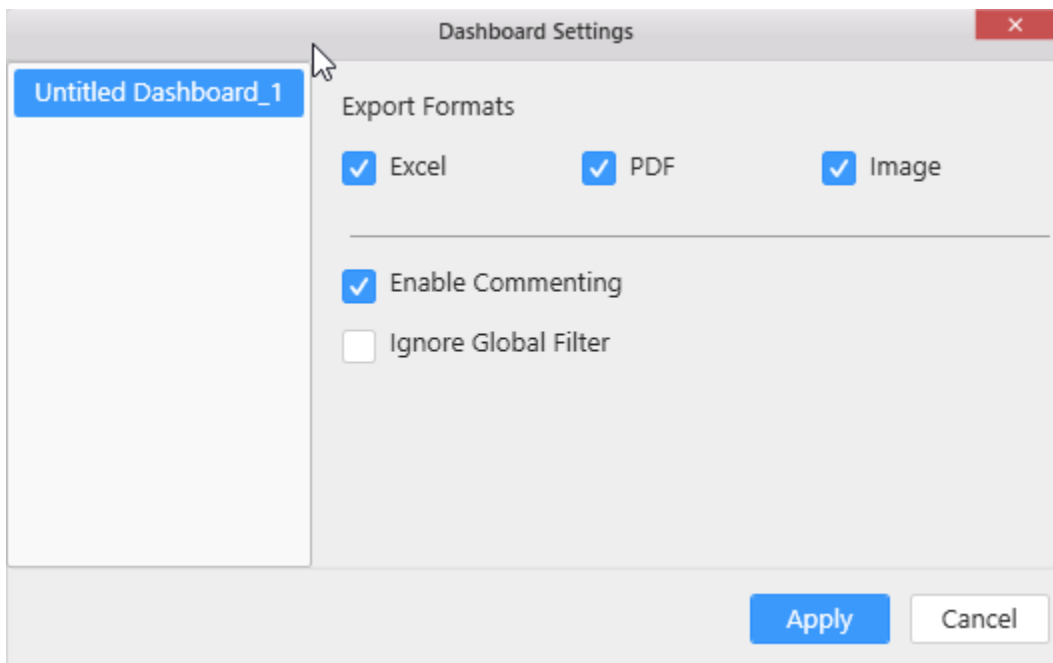 Dashboard Settings
Untitled Dashboard_1
Export Formats
Excel PDF Image
Enable Commenting
Ignore Global Filter
Apply Cancel